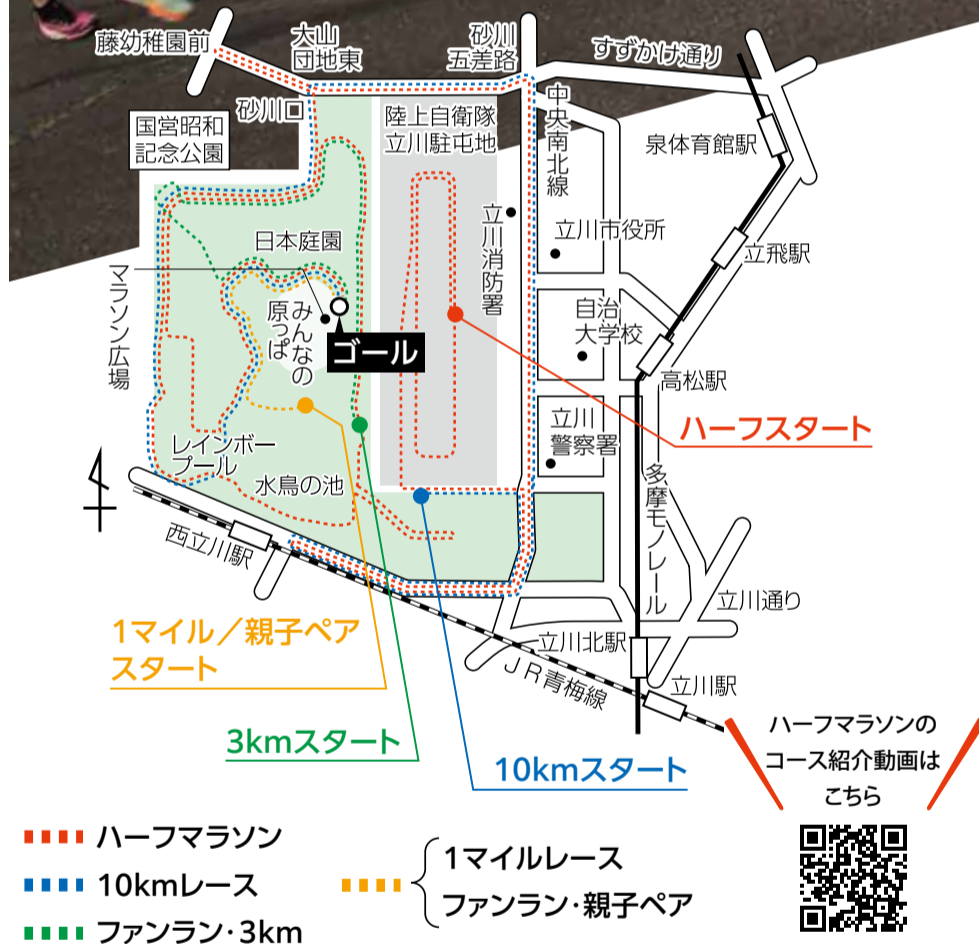 藤幼稚園前
大山
団地東
砂川
五差路
すずかけ通り
砂川口
国営昭和
記念公園
陸上自衛隊
立川駐屯地
中央南北線
泉体育館駅
立川消防署
立川市役所
立飛駅
日本庭園
マラソン広場
みんなの
原っぱ
ゴール
自治
大学校
高松駅
ハーフスタート
立川
警察署
レインボー
プール
水鳥の池
多摩モノレール
西立川駅
立川通り
1マイル／親子ペア
スタート
立川北駅
JR青梅線
立川駅
3kmスタート
10kmスタート
ハーフマラソンの
コース紹介動画は
こちら
ハーフマラソン
10kmレース
ファンラン・3km
1マイルレース
ファンラン・親子ペア